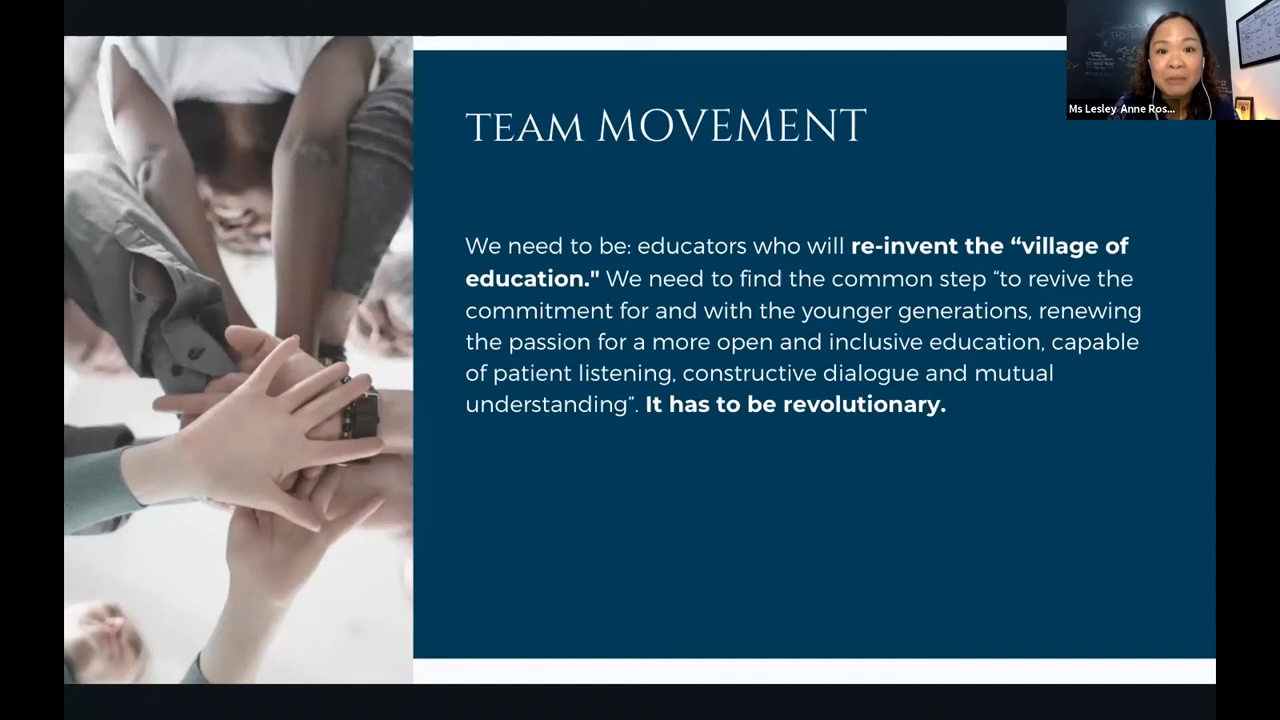 TEAM MOVEMENT
We need to be: educators who will re-invent the “village of
education." We need to find the common step “to revive the
commitment for and with the younger generations, renewing
the passion for a more open and inclusive education, capable
of patient listening, constructive dialogue and mutual
understanding”. It has to be revolutionary.
Ms Lesley Anne Ros...